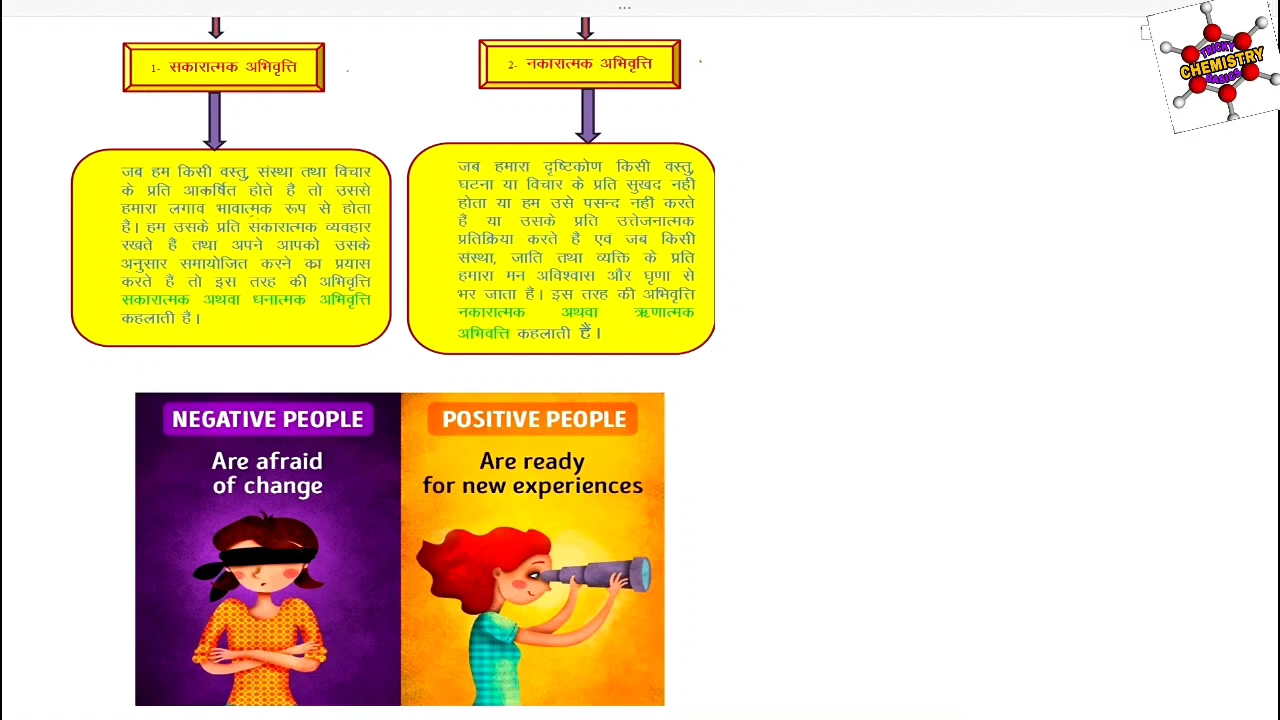 1- सकारात्मक अभिवृत्ति
जब हम किसी वस्तु, संस्था तथा विचार
के प्रति आकर्षित होते हैं तो उससे
हमारा लगाव भावात्मक रूप से होता
है। हम उसके प्रति सकारात्मक व्यवहार
रखते हैं तथा अपने आपको उसके
अनुसार समायोजित करने का प्रयास
करते हैं तो इस तरह की अभिवृत्ति
सकारात्मक अथवा धनात्मक अभिवृत्ति
कहलाती है।
2- नकारात्मक अभिवृत्ति
जब हमारा दृष्टिकोण किसी वस्तु,
घटना या विचार के प्रति सुखद नहीं
होता या हम उसे पसन्द नहीं करते
हैं या उसके प्रति उत्तेजनात्मक
प्रतिक्रिया करते हैं एवं जब किसी
संस्था, जाति तथा व्यक्ति के प्रति
हमारा मन अविश्वास और घृणा से
भर जाता है। इस तरह की अभिवृत्ति
नकारात्मक अथवा ऋणात्मक
अभिवत्ति कहलाती हैं।
NEGATIVE PEOPLE
Are afraid
of change
POSITIVE PEOPLE
Are ready
for new experiences
TRICKY
CHEMISTRY
BASICS